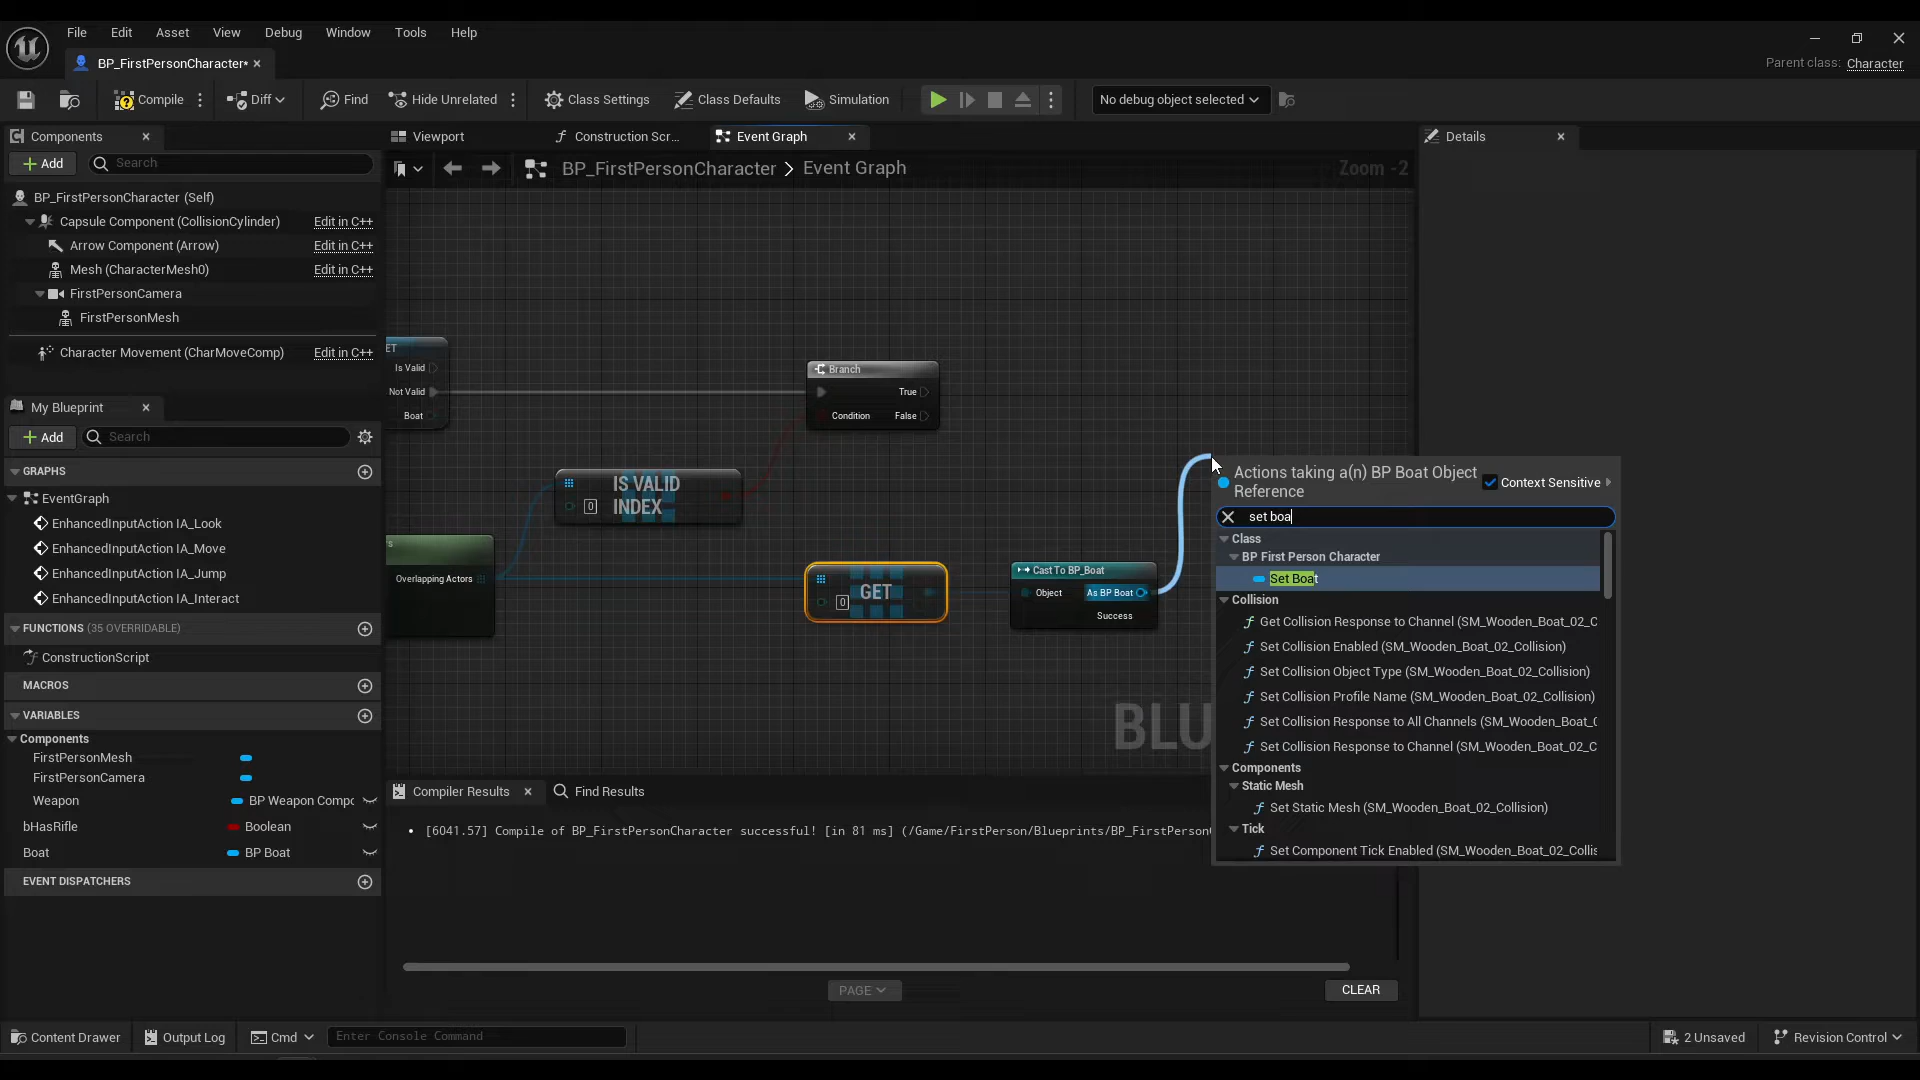 File Edit Asset View Debug Window Tools Help
BP_FirstPersonCharacter*
Parent class: Character
Compile Diff Find Hide Unrelated Class Settings Class Defaults Simulation No debug object selected
Components
Viewport Construction Scr... Event Graph
Details
Add Search
BP_FirstPersonCharacter Event Graph Zoom -2
BP_FirstPersonCharacter (Self)
Capsule Component (CollisionCylinder) Edit in C++
Arrow Component (Arrow) Edit in C++
Mesh (CharacterMesh0) Edit in C++
FirstPersonCamera
FirstPersonMesh
Character Movement (CharMoveComp) Edit in C++
My Blueprint
Add Search
GRAPHS
EventGraph
EnhancedInputAction IA_Look
EnhancedInputAction IA_Move
EnhancedInputAction IA_Jump
EnhancedInputAction IA_Interact
FUNCTIONS (35 OVERRIDABLE)
ConstructionScript
MACROS
VARIABLES
Components
FirstPersonMesh
FirstPersonCamera
Weapon BP Weapon Compo
bHasRifle Boolean
Boat BP Boat
EVENT DISPATCHERS
ET
Is Valid
Not Valid
Boat
Branch
True
Condition False
IS VALID
INDEX
0
s
Overlapping Actors
GET
0
Cast To BP_Boat
Object As BP Boat
Success
BLU
Actions taking a(n) BP Boat Object
Reference
Context Sensitive
set boa
Class
BP First Person Character
Set Boat
Collision
Get Collision Response to Channel (SM_Wooden_Boat_02_C
Set Collision Enabled (SM_Wooden_Boat_02_Collision)
Set Collision Object Type (SM_Wooden_Boat_02_Collision)
Set Collision Profile Name (SM_Wooden_Boat_02_Collision)
Set Collision Response to All Channels (SM_Wooden_Boat_(
Set Collision Response to Channel (SM_Wooden_Boat_02_C
Components
Static Mesh
Set Static Mesh (SM_Wooden_Boat_02_Collision)
Tick
Set Component Tick Enabled (SM_Wooden_Boat_02_Collis
Compiler Results Find Results
[6041.57] Compile of BP_FirstPersonCharacter successful! [in 81 ms] (/Game/FirstPerson/Blueprints/BP_FirstPerson
PAGE
CLEAR
Content Drawer Output Log Cmd Enter Console Command 2 Unsaved Revision Control